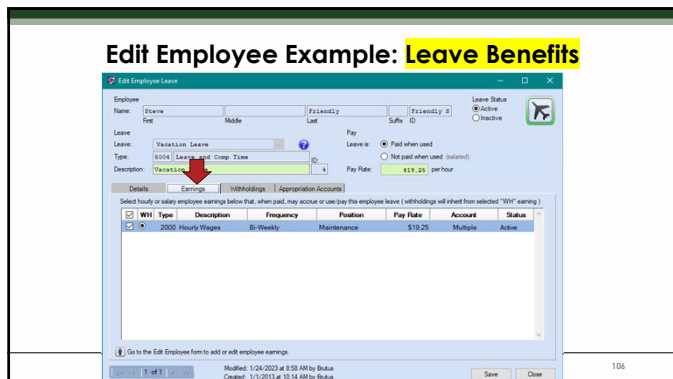 Edit Employee Example: Leave Benefits
Edit Employee Leave
Employee
Leave Status
Name: Steve Friendly Friendly S
Active
First Middle Last Suffix ID
Inactive
Leave Pay
Leave: Vacation Leave ? Leave is: Paid when used
Type: 5004 Leave and Comp Time ID: Not paid when used (salaried)
Description: Vacation 4 Pay Rate: $19.25 per hour
Details Earnings Withholdings Appropriation Accounts
Select hourly or salary employee earnings below that, when paid, may accrue or use/pay this employee leave ( withholdings will inherit from selected "WH" earning )
WH Type Description Frequency Position Pay Rate Account Status
2000 Hourly Wages Bi-Weekly Maintenance $19.25 Multiple Active
Go to the Edit Employee form to add or edit employee earnings.
1 of 1
Modified: 1/24/2023 at 8:58 AM by Brutus
Created: 1/1/2013 at 10:14 AM by Brutus
Save Close
106